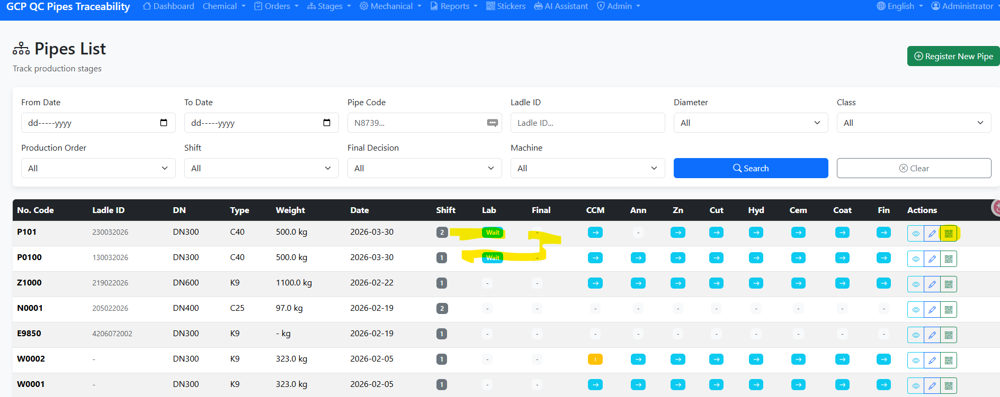 GCP QC Pipes Traceability Dashboard Chemical Orders Stages Mechanical Reports Stickers AI Assistant Admin English Administrator
Pipes List
Register New Pipe
Track production stages
From Date To Date Pipe Code Ladle ID Diameter Class
dd-----yyyy dd-----yyyy N8739... Ladle ID... All All
Production Order Shift Final Decision Machine
All All All All Search Clear
No. Code Ladle ID DN Type Weight Date Shift Lab Final CCM Ann Zn Cut Hyd Cem Coat Fin Actions
P101 230032026 DN300 C40 500.0 kg 2026-03-30 2 Wait - → - → → → → → →
P0100 130032026 DN300 C40 500.0 kg 2026-03-30 1 Wait - → → → → → → → →
Z1000 219022026 DN600 K9 1100.0 kg 2026-02-22 1 - - → → → → → → → →
N0001 205022026 DN400 C25 97.0 kg 2026-02-19 2 - - - - - - - - - -
E9850 4206072002 DN300 K9 - kg 2026-02-19 1 - - - - - - - - - -
W0002 - DN300 K9 323.0 kg 2026-02-05 1 - - ! → → → → → → →
W0001 - DN300 K9 323.0 kg 2026-02-05 1 - - → → → → → → → →